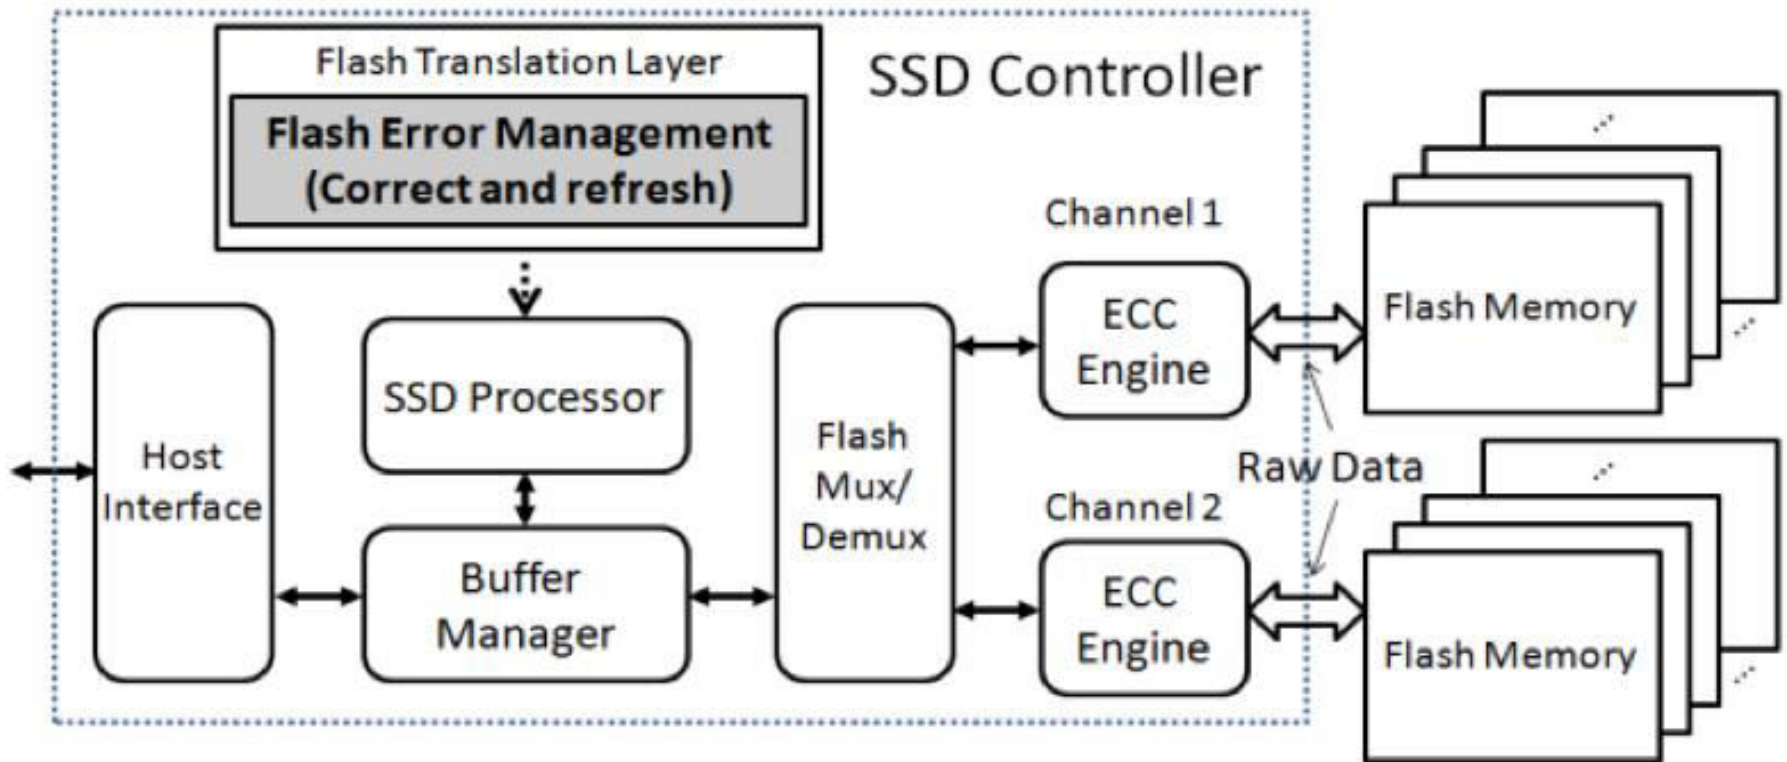 Flash Translation Layer
Flash Error Management
(Correct and refresh)
SSD Controller
Host
Interface
SSD Processor
Buffer
Manager
Flash
Mux/
Demux
Channel 1
ECC
Engine
Channel 2
ECC
Engine
Raw Data
Flash Memory
Flash Memory